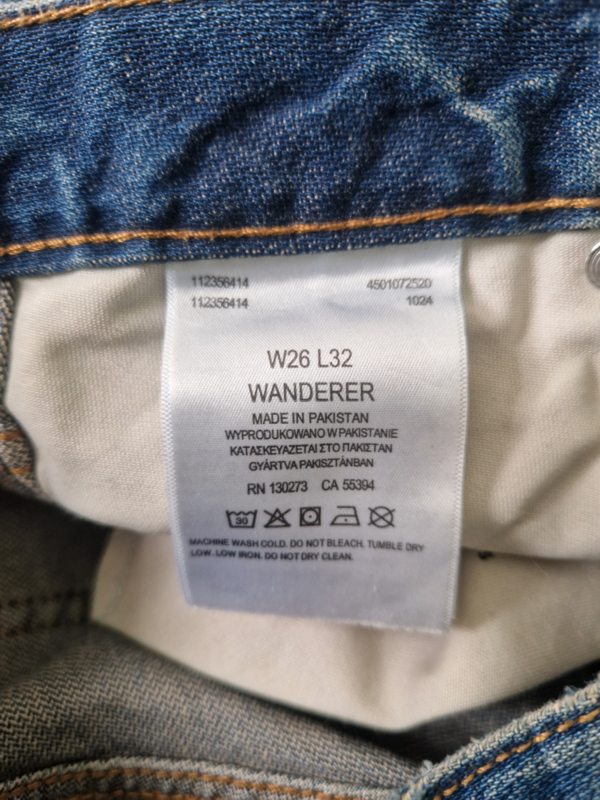 112356414 4501072520
112356414 1024
W26 L32
WANDERER
MADE IN PAKISTAN
WYPRODUKOWANO W PAKISTANIE
ΚΑΤΑΣΚΕΥΑΖΕΤΑΙ ΣΤΟ ΠΑΚΙΣΤΑΝ
GYÁRTVA PAKISZTÁNBAN
RN 130273 CA 55394
30
MACHINE WASH COLD. DO NOT BLEACH. TUMBLE DRY
LOW. LOW IRON. DO NOT DRY CLEAN.